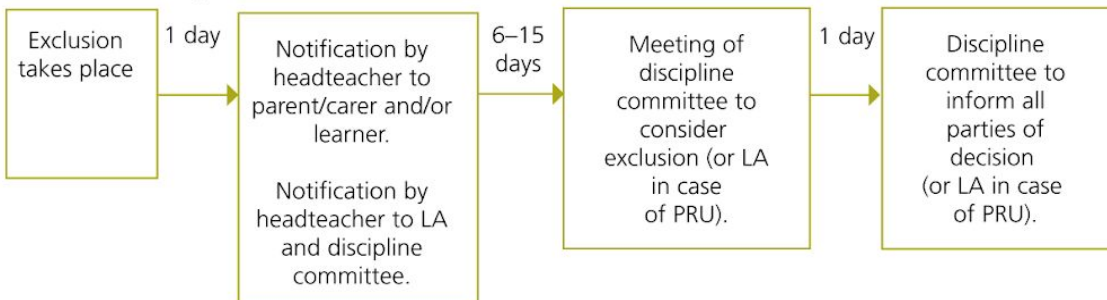 Exclusion
takes place
1 day
Notification by
headteacher to
parent/carer and/or
learner.
Notification by
headteacher to LA
and discipline
committee.
6–15
days
Meeting of
discipline
committee to
consider
exclusion (or LA
in case
of PRU).
1 day
Discipline
committee to
inform all
parties of
decision
(or LA in case
of PRU).